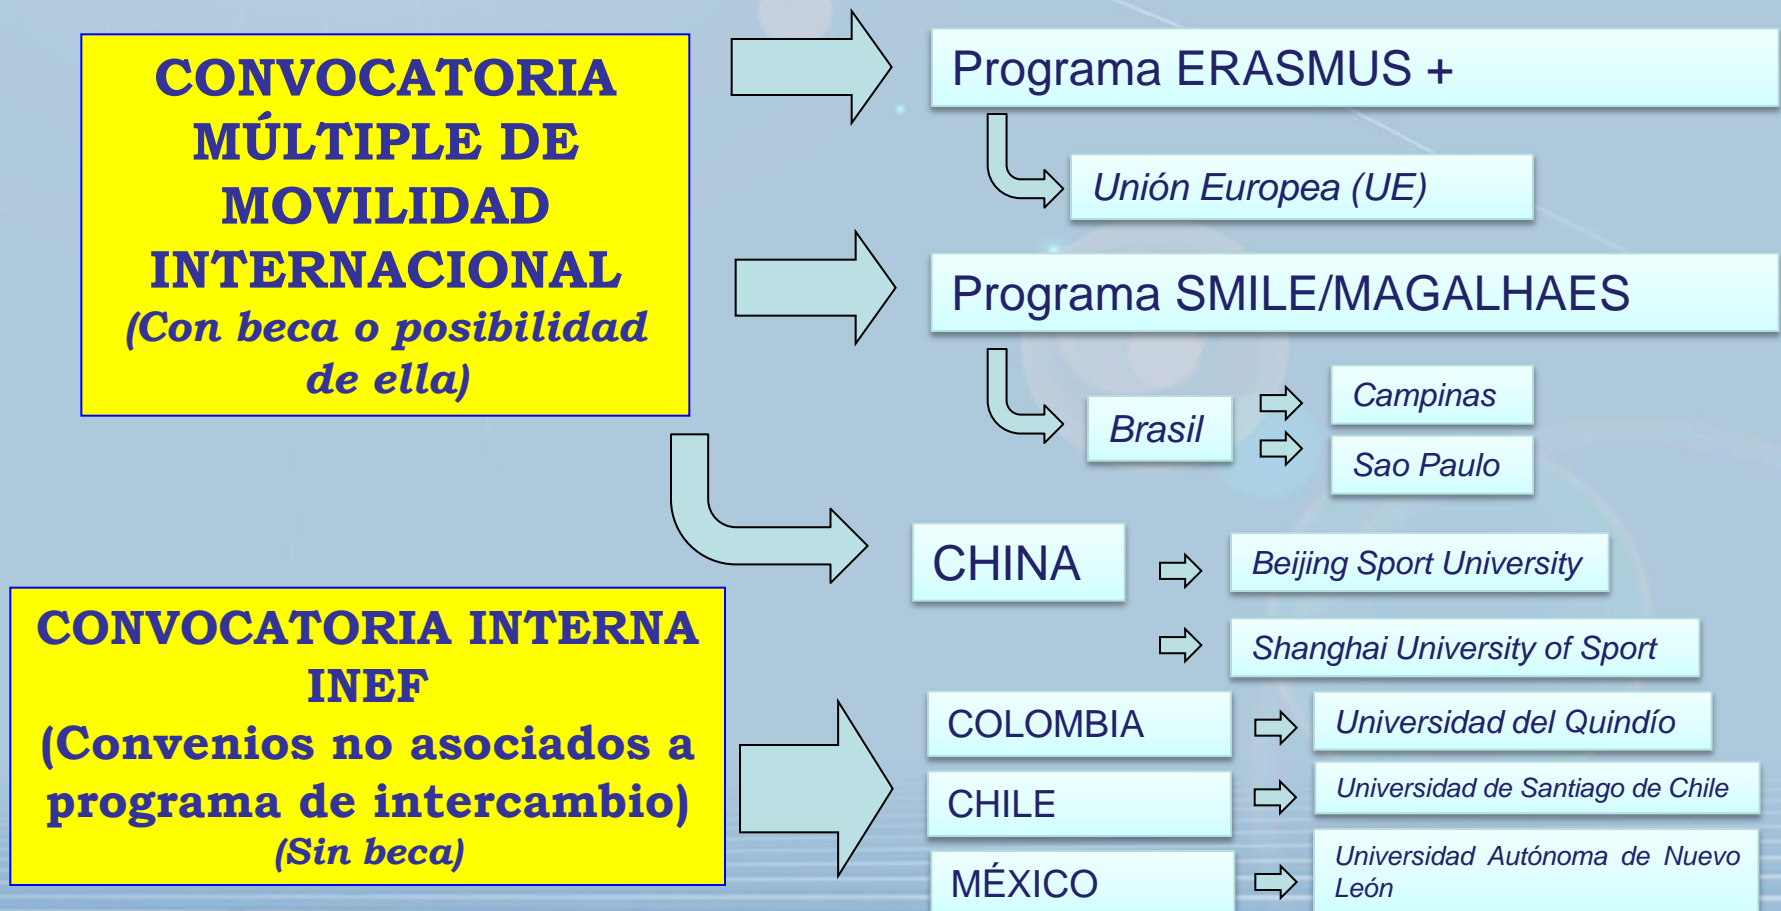 CONVOCATORIA
MÚLTIPLE DE
MOVILIDAD
INTERNACIONAL
(Con beca o posibilidad
de ella)
Programa ERASMUS +
Unión Europea (UE)
Programa SMILE/MAGALHAES
Brasil
Campinas
Sao Paulo
CHINA
Beijing Sport University
Shanghai University of Sport
CONVOCATORIA INTERNA
INEF
(Convenios no asociados a
programa de intercambio)
(Sin beca)
COLOMBIA
Universidad del Quindío
CHILE
Universidad de Santiago de Chile
MÉXICO
Universidad Autónoma de Nuevo
León